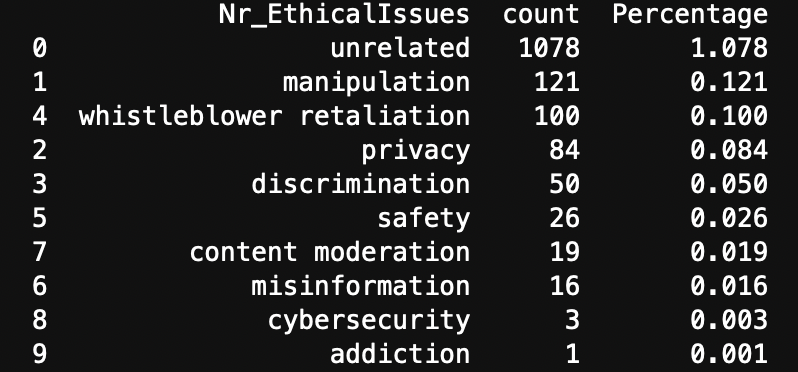 Nr_EthicalIssues count Percentage
0 unrelated 1078 1.078
1 manipulation 121 0.121
4 whistleblower retaliation 100 0.100
2 privacy 84 0.084
3 discrimination 50 0.050
5 safety 26 0.026
7 content moderation 19 0.019
6 misinformation 16 0.016
8 cybersecurity 3 0.003
9 addiction 1 0.001